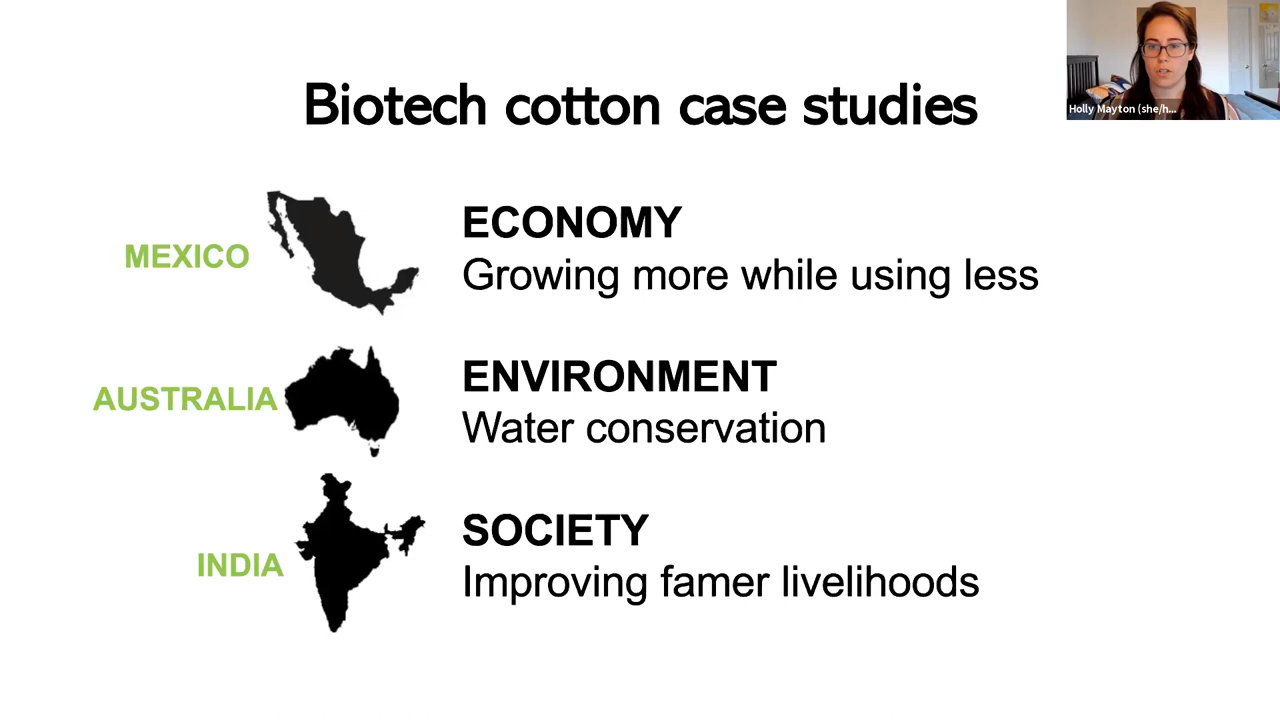 Biotech cotton case studies
Holly Mayton (she/h...
MEXICO
ECONOMY
Growing more while using less
AUSTRALIA
ENVIRONMENT
Water conservation
INDIA
SOCIETY
Improving famer livelihoods